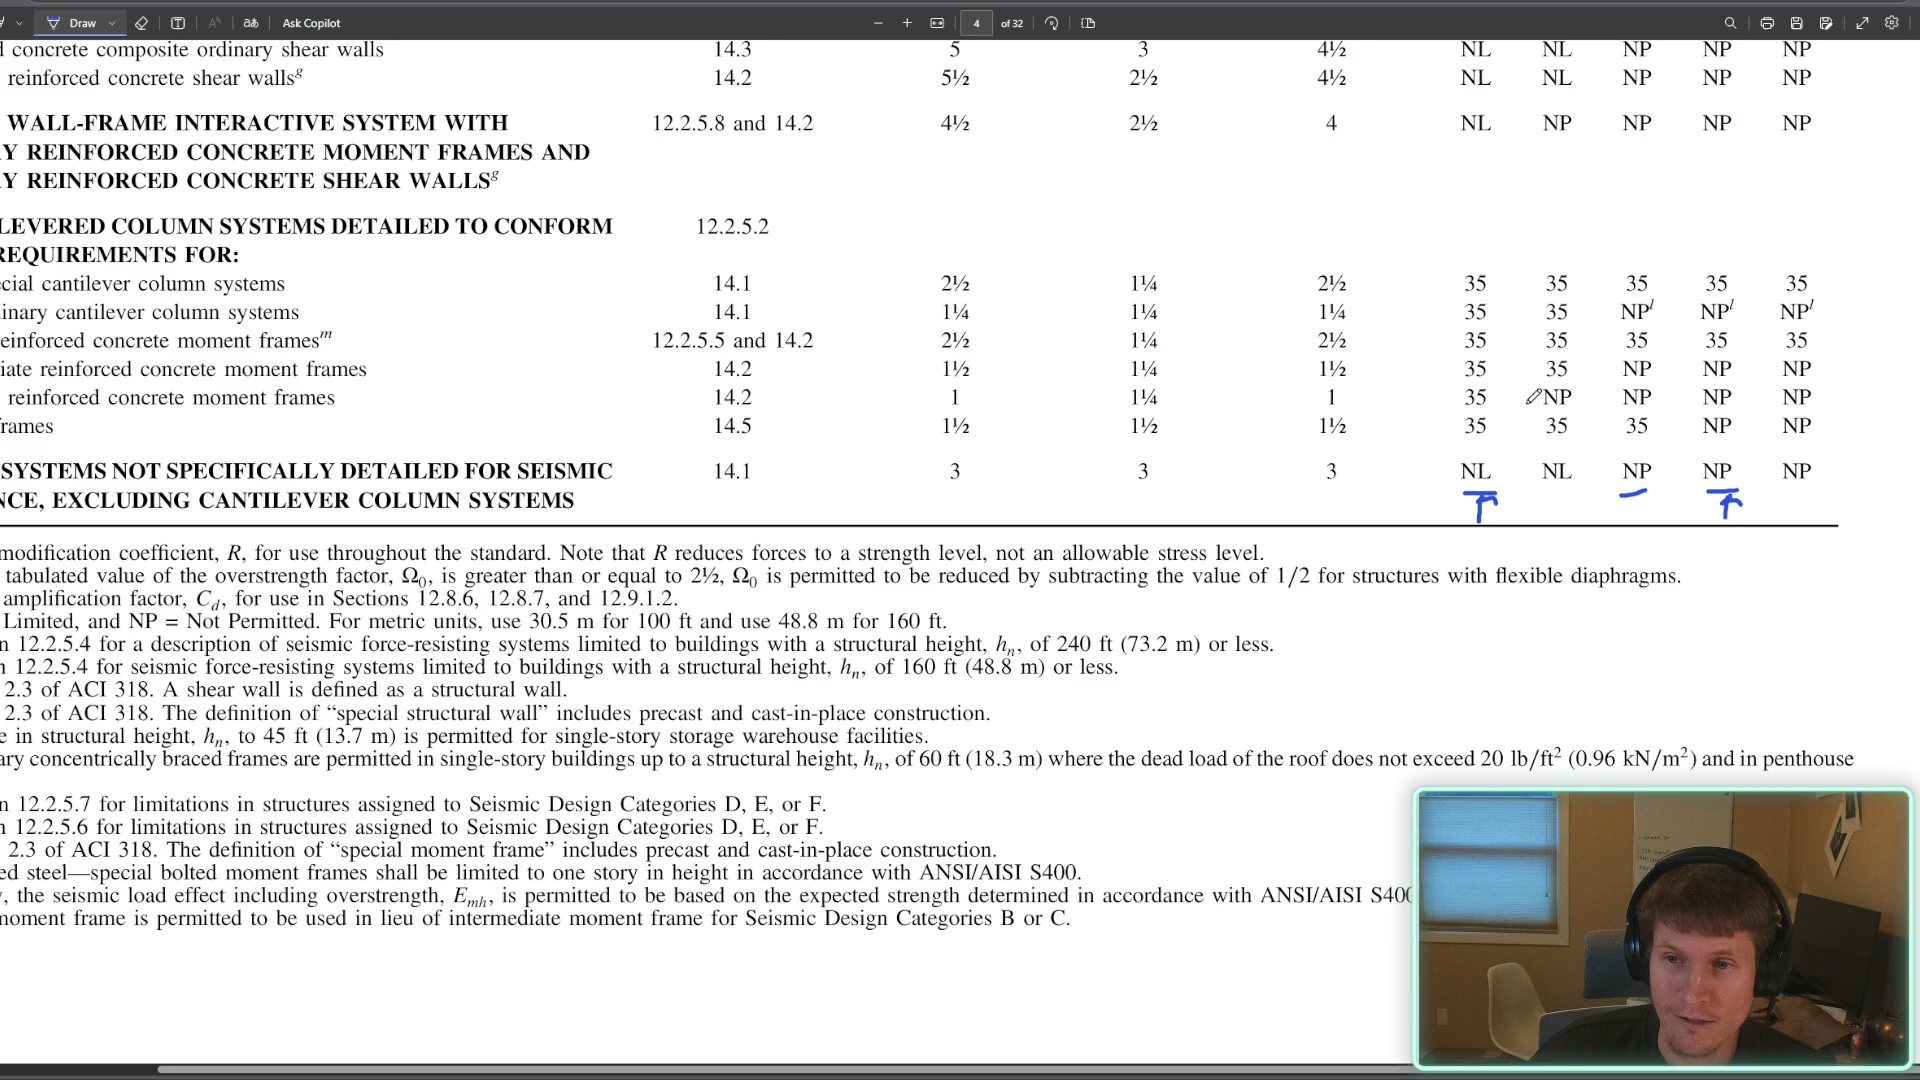 Draw
Ask Copilot
4 of 32
d concrete composite ordinary shear walls 14.3 5 3 4½ NL NL NP NP NP
reinforced concrete shear walls^g 14.2 5½ 2½ 4½ NL NL NP NP NP
WALL-FRAME INTERACTIVE SYSTEM WITH 12.2.5.8 and 14.2 4½ 2½ 4 NL NP NP NP NP
Y REINFORCED CONCRETE MOMENT FRAMES AND
Y REINFORCED CONCRETE SHEAR WALLS^g
LEVERED COLUMN SYSTEMS DETAILED TO CONFORM 12.2.5.2
REQUIREMENTS FOR:
cial cantilever column systems 14.1 2½ 1¼ 2½ 35 35 35 35 35
inary cantilever column systems 14.1 1¼ 1¼ 1¼ 35 35 NP^l NP^l NP^l
einforced concrete moment frames^m 12.2.5.5 and 14.2 2½ 1¼ 2½ 35 35 35 35 35
iate reinforced concrete moment frames 14.2 1½ 1¼ 1½ 35 35 NP NP NP
reinforced concrete moment frames 14.2 1 1¼ 1 35 NP NP NP NP
rames 14.5 1½ 1½ 1½ 35 35 35 NP NP
SYSTEMS NOT SPECIFICALLY DETAILED FOR SEISMIC 14.1 3 3 3 NL NL NP NP NP
NCE, EXCLUDING CANTILEVER COLUMN SYSTEMS
modification coefficient, R, for use throughout the standard. Note that R reduces forces to a strength level, not an allowable stress level.
tabulated value of the overstrength factor, Ω₀, is greater than or equal to 2½, Ω₀ is permitted to be reduced by subtracting the value of 1/2 for structures with flexible diaphragms.
amplification factor, C_d, for use in Sections 12.8.6, 12.8.7, and 12.9.1.2.
Limited, and NP = Not Permitted. For metric units, use 30.5 m for 100 ft and use 48.8 m for 160 ft.
n 12.2.5.4 for a description of seismic force-resisting systems limited to buildings with a structural height, h_n, of 240 ft (73.2 m) or less.
n 12.2.5.4 for seismic force-resisting systems limited to buildings with a structural height, h_n, of 160 ft (48.8 m) or less.
2.3 of ACI 318. A shear wall is defined as a structural wall.
2.3 of ACI 318. The definition of “special structural wall” includes precast and cast-in-place construction.
e in structural height, h_n, to 45 ft (13.7 m) is permitted for single-story storage warehouse facilities.
ary concentrically braced frames are permitted in single-story buildings up to a structural height, h_n, of 60 ft (18.3 m) where the dead load of the roof does not exceed 20 lb/ft² (0.96 kN/m²) and in penthouse
n 12.2.5.7 for limitations in structures assigned to Seismic Design Categories D, E, or F.
n 12.2.5.6 for limitations in structures assigned to Seismic Design Categories D, E, or F.
2.3 of ACI 318. The definition of “special moment frame” includes precast and cast-in-place construction.
ed steel—special bolted moment frames shall be limited to one story in height in accordance with ANSI/AISI S400.
y, the seismic load effect including overstrength, E_mh, is permitted to be based on the expected strength determined in accordance with ANSI/AISI S400
moment frame is permitted to be used in lieu of intermediate moment frame for Seismic Design Categories B or C.